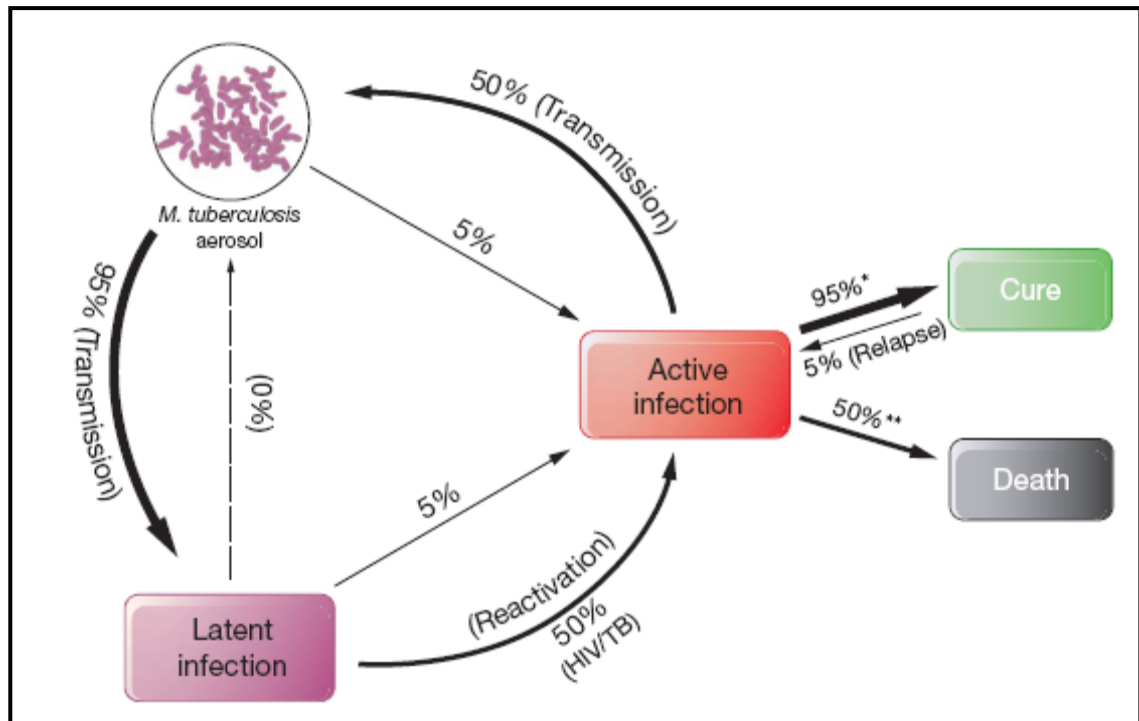 50% (Transmission)
M. tuberculosis
aerosol
5%
95% (Transmission)
(0%)
95%*
Cure
5% (Relapse)
Active
infection
50%**
Death
5%
(Reactivation)
50%
(HIV/TB)
Latent
infection